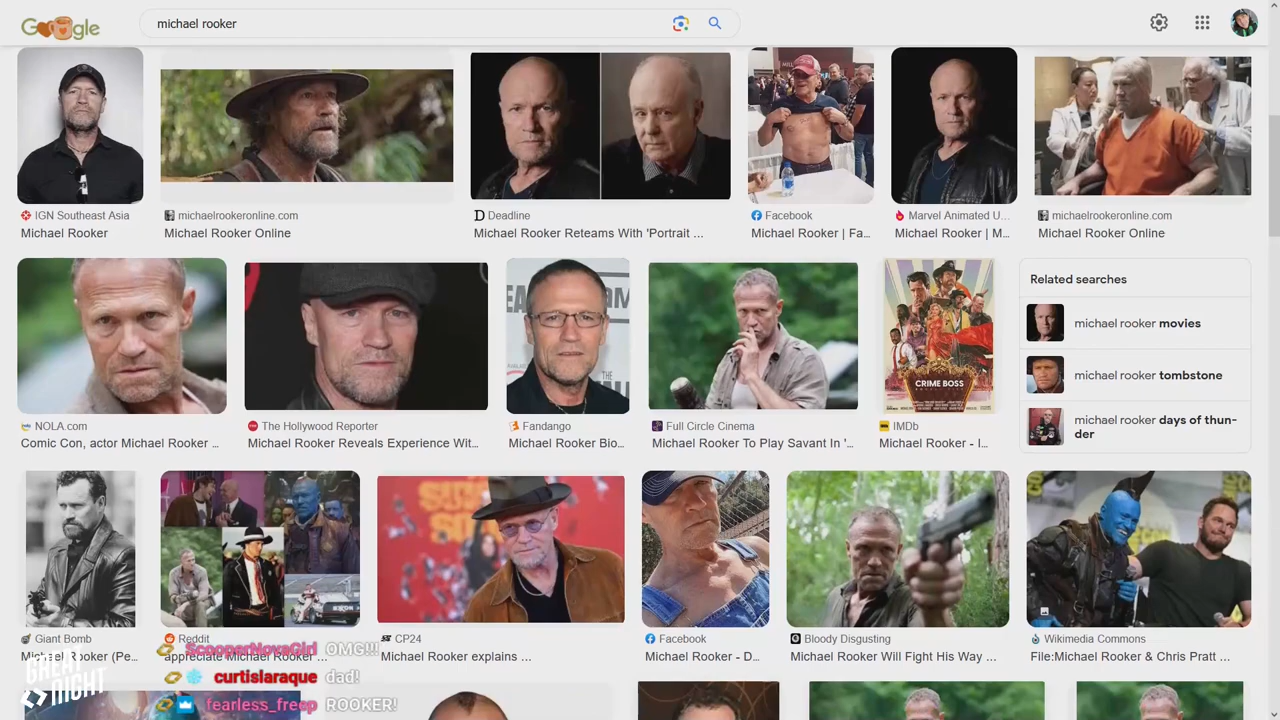 Google
michael rooker
IGN Southeast Asia
Michael Rooker
michaelrookeronline.com
Michael Rooker Online
Deadline
Michael Rooker Reteams With 'Portrait ...
Facebook
Michael Rooker | Fa...
Marvel Animated U...
Michael Rooker | M...
michaelrookeronline.com
Michael Rooker Online
NOLA.com
Comic Con, actor Michael Rooker ...
The Hollywood Reporter
Michael Rooker Reveals Experience Wit...
Fandango
Michael Rooker Bio...
Full Circle Cinema
Michael Rooker To Play Savant In '...
CRIME BOSS
IMDb
Michael Rooker - I...
Related searches
michael rooker movies
michael rooker tombstone
michael rooker days of thun-
der
Giant Bomb
Michael Rooker (Pe...
Reddit
appreciate Michael Rooker ...
CP24
Michael Rooker explains ...
Facebook
Michael Rooker - D...
Bloody Disgusting
Michael Rooker Will Fight His Way ...
Wikimedia Commons
File:Michael Rooker & Chris Pratt ...
GREAT
NIGHT
ScooperNovaGirl OMG!!!
curtislaraque dad!
fearless_freep ROOKER!